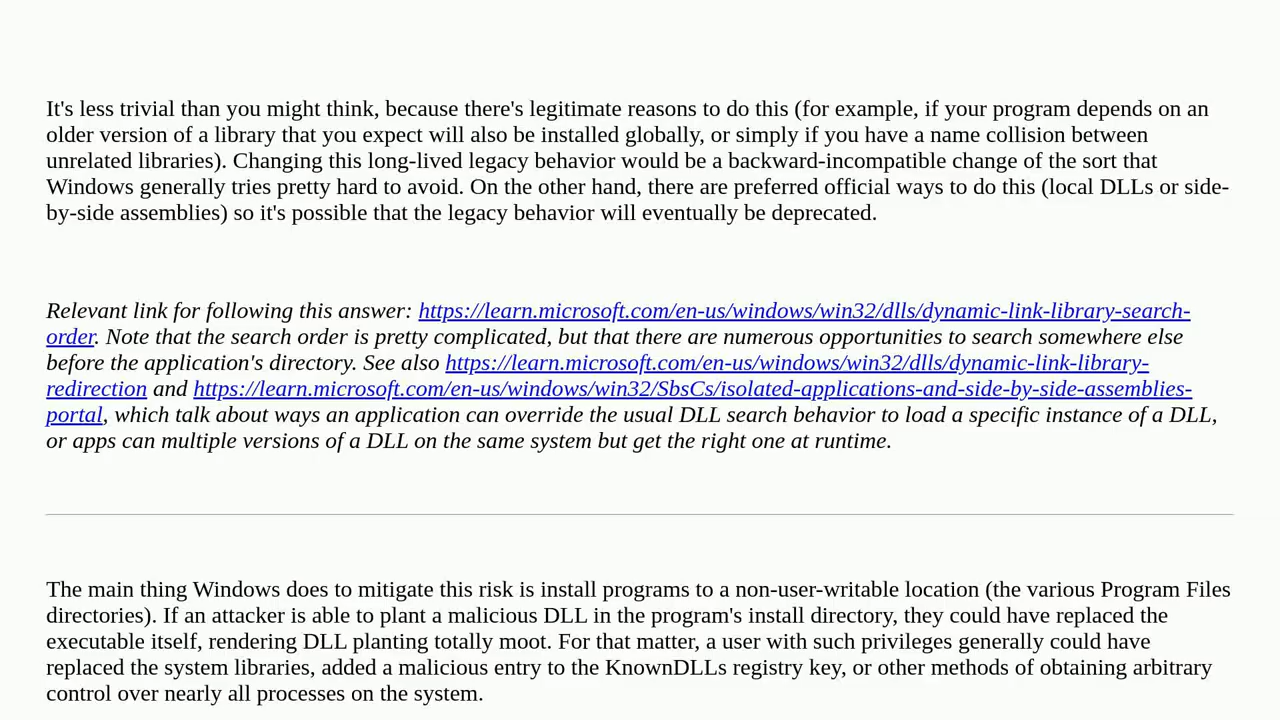 It's less trivial than you might think, because there's legitimate reasons to do this (for example, if your program depends on an
older version of a library that you expect will also be installed globally, or simply if you have a name collision between
unrelated libraries). Changing this long-lived legacy behavior would be a backward-incompatible change of the sort that
Windows generally tries pretty hard to avoid. On the other hand, there are preferred official ways to do this (local DLLs or side-
by-side assemblies) so it's possible that the legacy behavior will eventually be deprecated.
Relevant link for following this answer: https://learn.microsoft.com/en-us/windows/win32/dlls/dynamic-link-library-search-
order. Note that the search order is pretty complicated, but that there are numerous opportunities to search somewhere else
before the application's directory. See also https://learn.microsoft.com/en-us/windows/win32/dlls/dynamic-link-library-
redirection and https://learn.microsoft.com/en-us/windows/win32/SbsCs/isolated-applications-and-side-by-side-assemblies-
portal, which talk about ways an application can override the usual DLL search behavior to load a specific instance of a DLL,
or apps can multiple versions of a DLL on the same system but get the right one at runtime.
The main thing Windows does to mitigate this risk is install programs to a non-user-writable location (the various Program Files
directories). If an attacker is able to plant a malicious DLL in the program's install directory, they could have replaced the
executable itself, rendering DLL planting totally moot. For that matter, a user with such privileges generally could have
replaced the system libraries, added a malicious entry to the KnownDLLs registry key, or other methods of obtaining arbitrary
control over nearly all processes on the system.